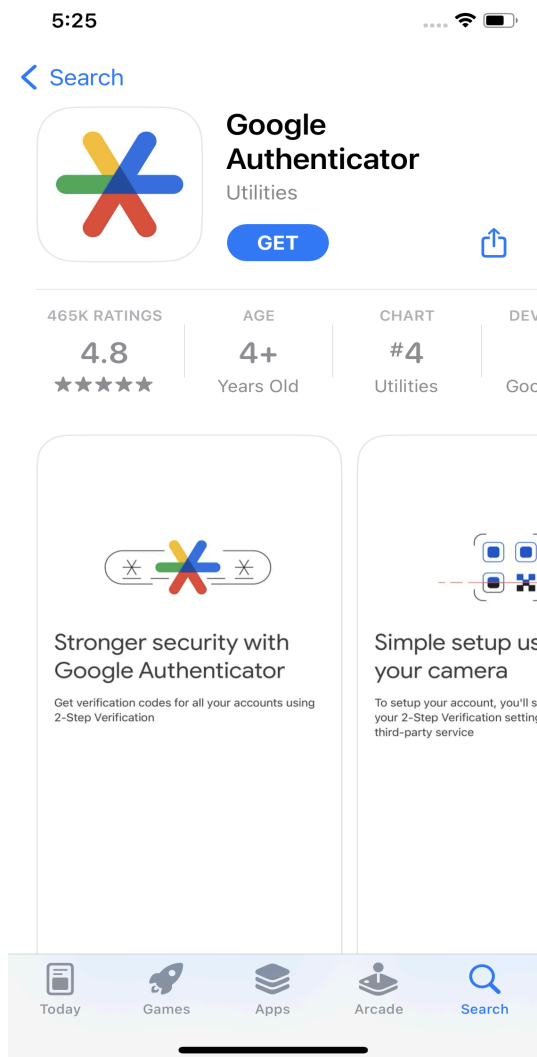 5:25
Search
Google
Authenticator
Utilities
GET
465K RATINGS
AGE
CHART
4.8
4+
#4
★★★★★
Years Old
Utilities
Stronger security with
Google Authenticator
Get verification codes for all your accounts using
2-Step Verification
Simple setup
your camera
To setup your account, you'll
your 2-Step Verification
third-party service
Today
Games
Apps
Arcade
Search